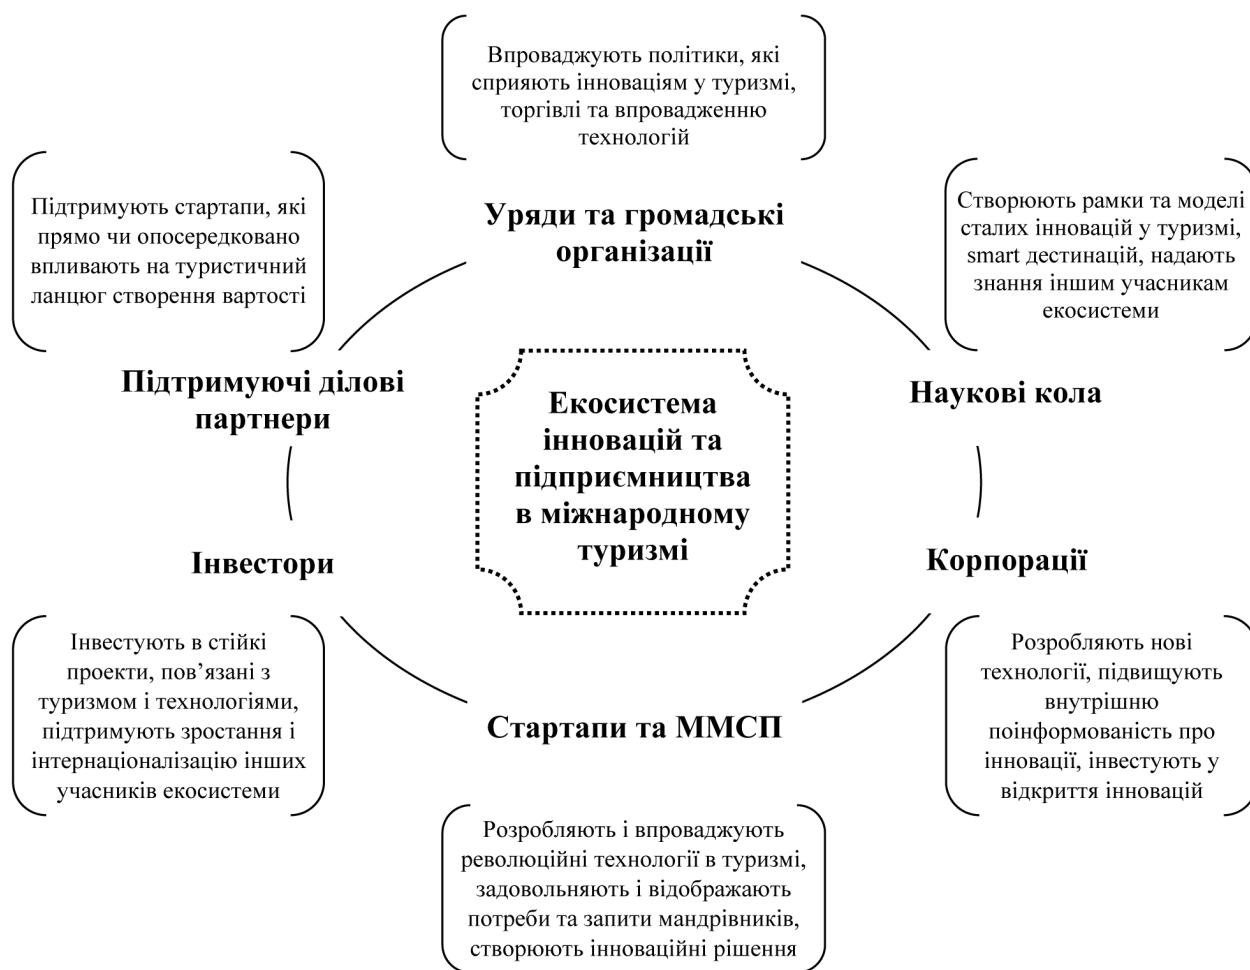 Впроваджують політики, які
сприяють інноваціям у туризмі,
торгівлі та впровадженню
технологій
Уряди та громадські
організації
Підтримують стартапи, які
прямо чи опосередковано
впливають на туристичний
ланцюг створення вартості
Підтримуючі ділові
партнери
Створюють рамки та моделі
сталих інновацій у туризмі,
smart дестинацій, надають
знання іншим учасникам
екосистеми
Наукові кола
Екосистема
інновацій та
підприємництва
в міжнародному
туризмі
Інвестори
Інвестують в стійкі
проекти, пов’язані з
туризмом і технологіями,
підтримують зростання і
інтернаціоналізацію інших
учасників екосистеми
Корпорації
Розробляють нові
технології, підвищують
внутрішню
поінформованість про
інновації, інвестують у
відкриття інновацій
Стартапи та ММСП
Розробляють і впроваджують
революційні технології в туризмі,
задовольняють і відображають
потреби та запити мандрівників,
створюють інноваційні рішення